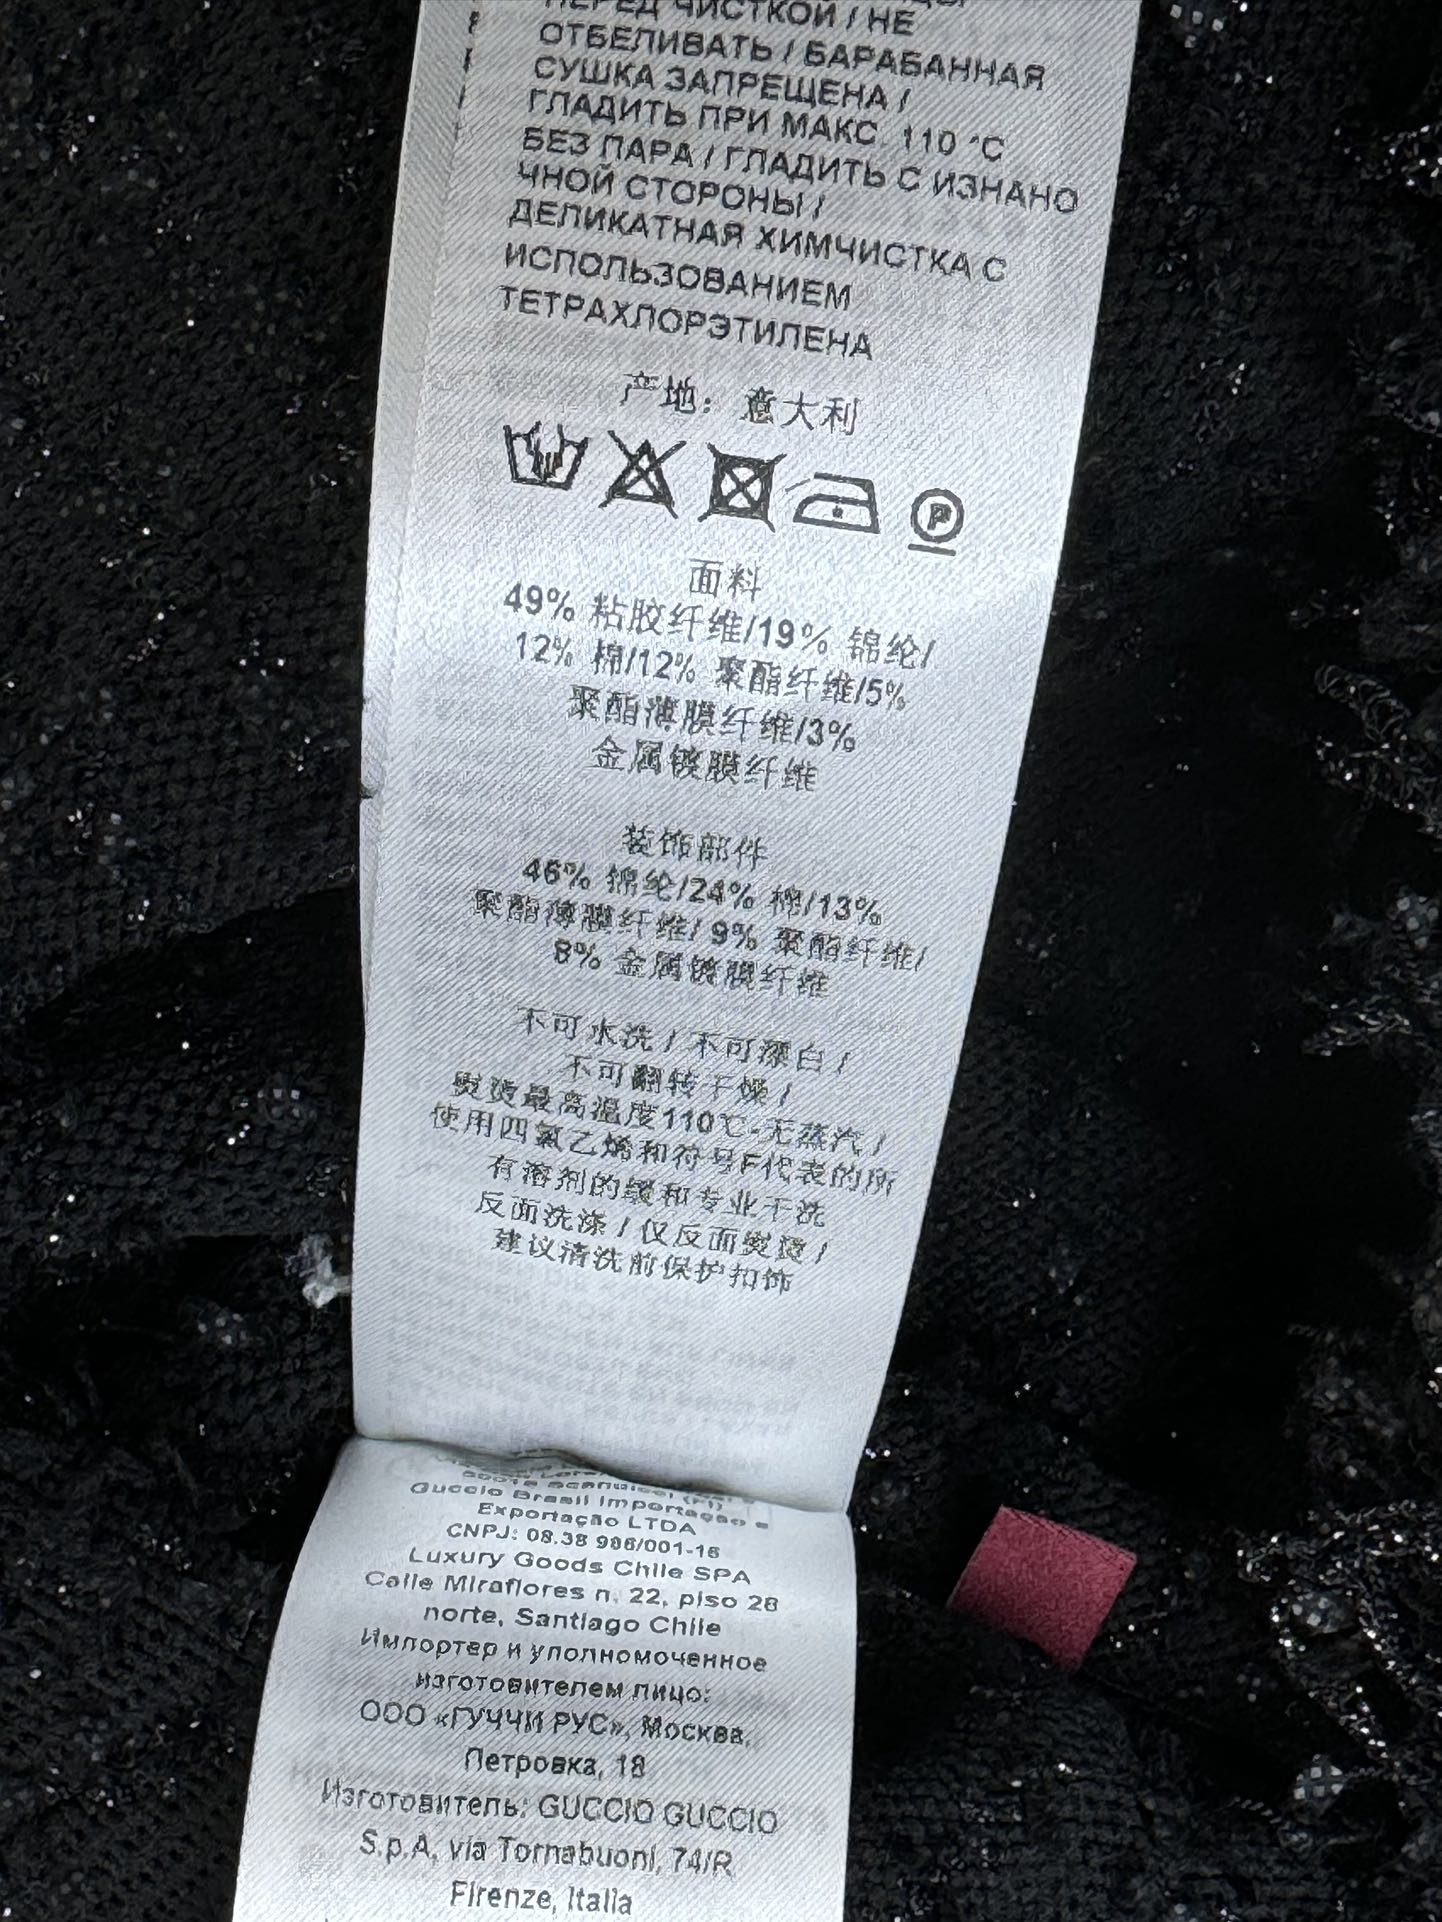 ПЕРЕД ЧИСТКОЙ / НЕ
ОТБЕЛИВАТЬ / БАРАБАННАЯ
СУШКА ЗАПРЕЩЕНА /
ГЛАДИТЬ ПРИ МАКС. 110 °C
БЕЗ ПАРА / ГЛАДИТЬ С ИЗНАНО
ЧНОЙ СТОРОНЫ /
ДЕЛИКАТНАЯ ХИМЧИСТКА С
ИСПОЛЬЗОВАНИЕМ
ТЕТРАХЛОРЭТИЛЕНА
产地：意大利
P
面料
49% 粘胶纤维/19% 锦纶/
12% 棉/12% 聚酯纤维/5%
聚酯薄膜纤维/3%
金属镀膜纤维
装饰部件
46% 锦纶/24% 棉/13%
聚酯薄膜纤维/ 9% 聚酯纤维/
8% 金属镀膜纤维
不可水洗 / 不可漂白 /
不可翻转干燥 /
熨烫最高温度110℃-无蒸汽 /
使用四氯乙烯和符号F代表的所
有溶剂的缓和专业干洗
反面洗涤 / 仅反面熨烫 /
建议清洗前保护扣饰
50018 Scandicci (FI)
Guccio Brasil Importação e
Exportação LTDA
CNPJ: 08.38 986/001-16
Luxury Goods Chile SPA
Calle Miraflores n. 22, piso 28
norte, Santiago Chile
Импортер и уполномоченное
изготовителем лицо:
ООО «ГУЧЧИ РУС», Москва,
Петровка, 18
Изготовитель: GUCCIO GUCCIO
S.p.A, via Tornabuoni, 74/R
Firenze, Italia